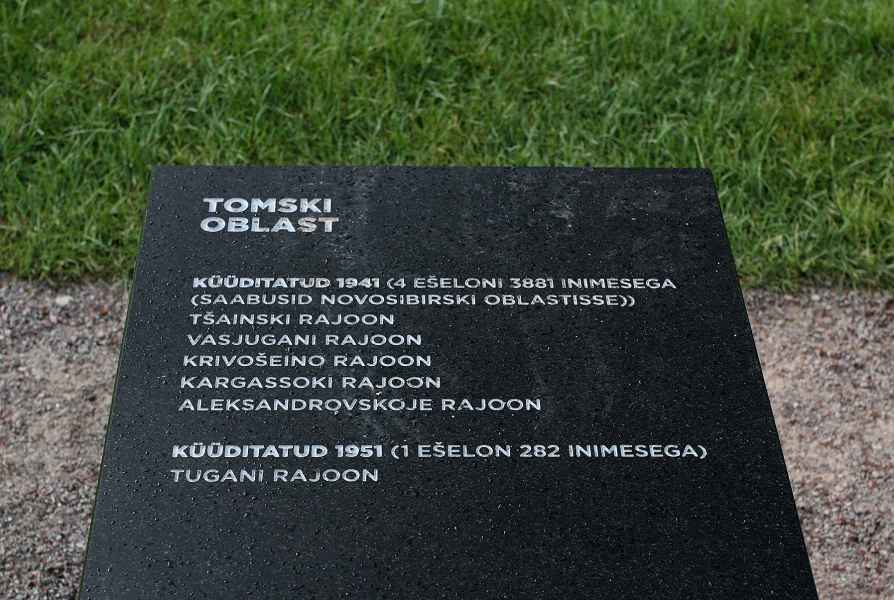 TOMSKI
OBLAST
KÜÜDITATUD 1941 (4 EŠELONI 3881 INIMESEGA
(SAABUSID NOVOSIBIRSKI OBLASTISSE))
TŠAINSKI RAJOON
VASJUGANI RAJOON
KRIVOŠEINO RAJOON
KARGASSOKI RAJOON
ALEKSANDROVSKOJE RAJOON
KÜÜDITATUD 1951 (1 EŠELON 282 INIMESEGA)
TUGANI RAJOON